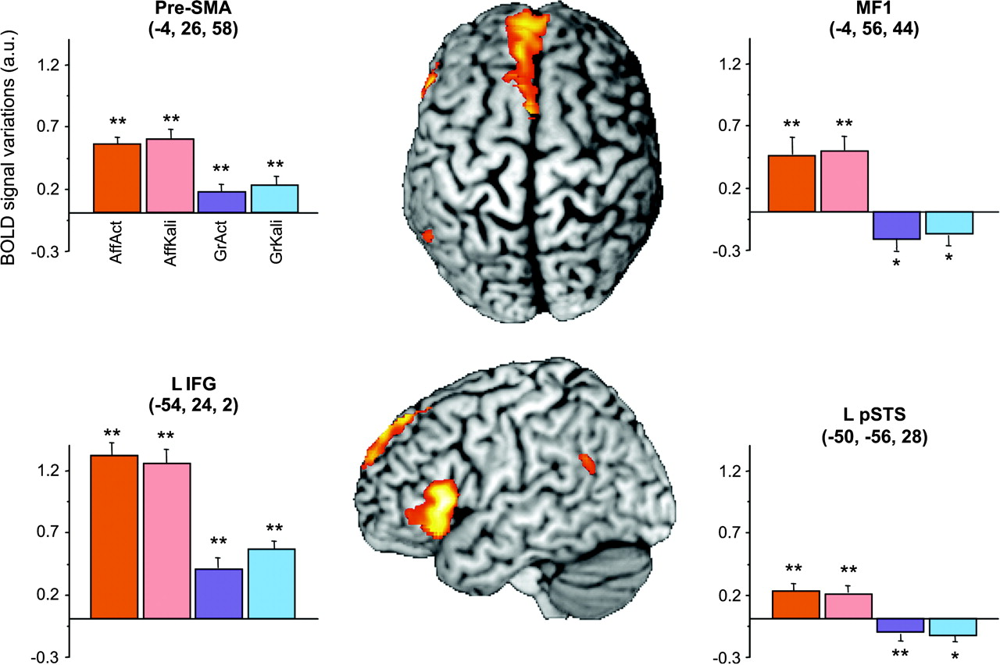 Pre-SMA
(-4, 26, 58)
BOLD signal variations (a.u.)
1.2
0.7
0.2
-0.3
**
**
**
**
AffAct
AffKali
GrAct
GrKali
MF1
(-4, 56, 44)
1.2
0.7
0.2
-0.3
**
**
*
*
L IFG
(-54, 24, 2)
1.2
0.7
0.2
-0.3
**
**
**
**
L pSTS
(-50, -56, 28)
1.2
0.7
0.2
-0.3
**
**
**
*